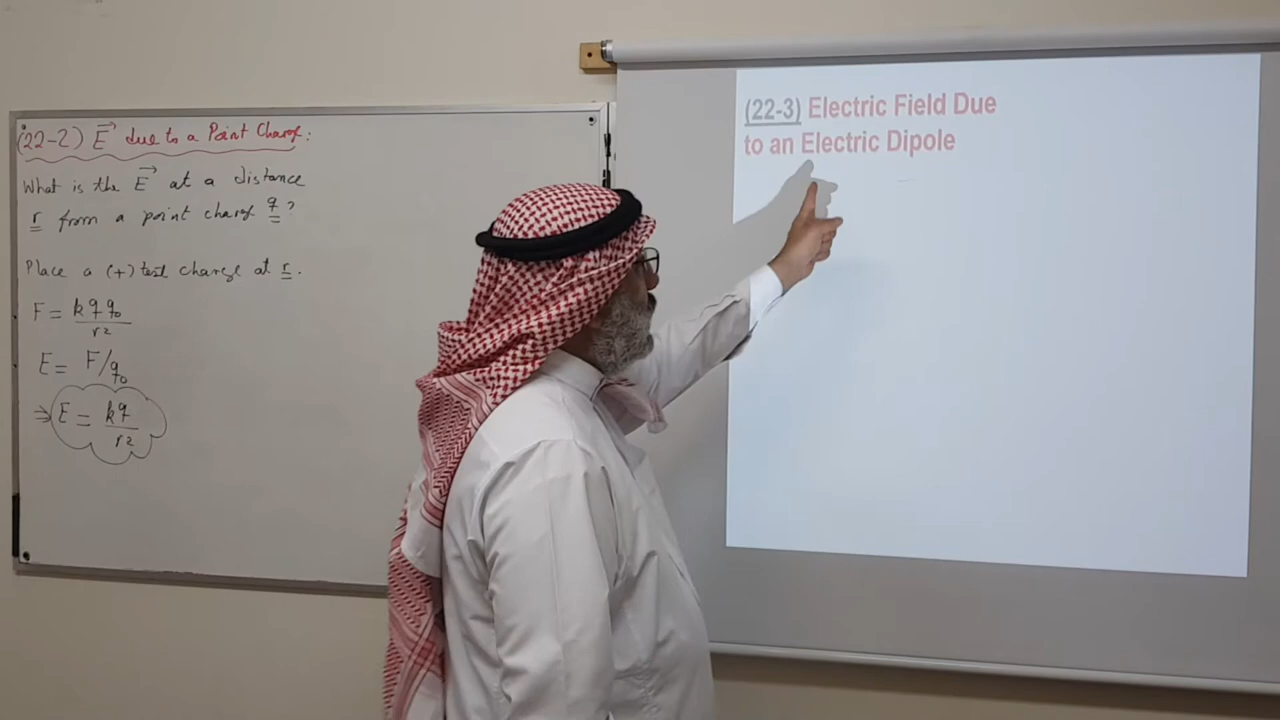 (22-2) E⃗ due to a Point Charge:
What is the E⃗ at a distance
r from a point charge q?
Place a (+) test charge at r.
F = k q q₀ / r²
E = F/q₀
⇒ E = kq / r²
(22-3) Electric Field Due
to an Electric Dipole